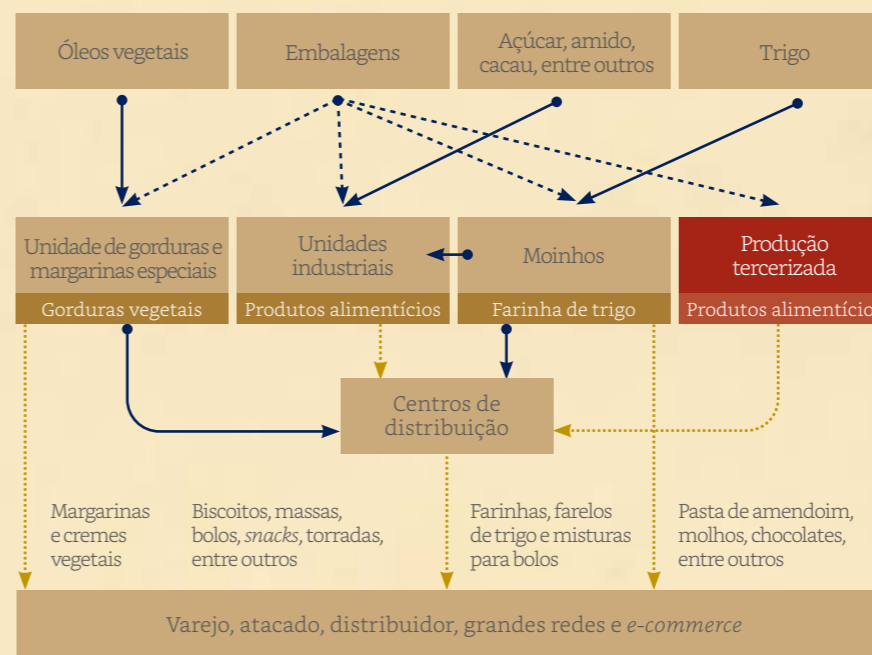 Óleos vegetais
Embalagens
Açúcar, amido,
cacau, entre outros
Trigo
Unidade de gorduras e
margarinas especiais
Gorduras vegetais
Unidades
industriais
Produtos alimentícios
Moinhos
Farinha de trigo
Produção
tercerizada
Produtos alimentício
Centros de
distribuição
Margarinas
e cremes
vegetais
Biscoitos, massas,
bolos, snacks, torradas,
entre outros
Farinhas, farelos
de trigo e misturas
para bolos
Pasta de amendoim,
molhos, chocolates,
entre outros
Varejo, atacado, distribuidor, grandes redes e e-commerce